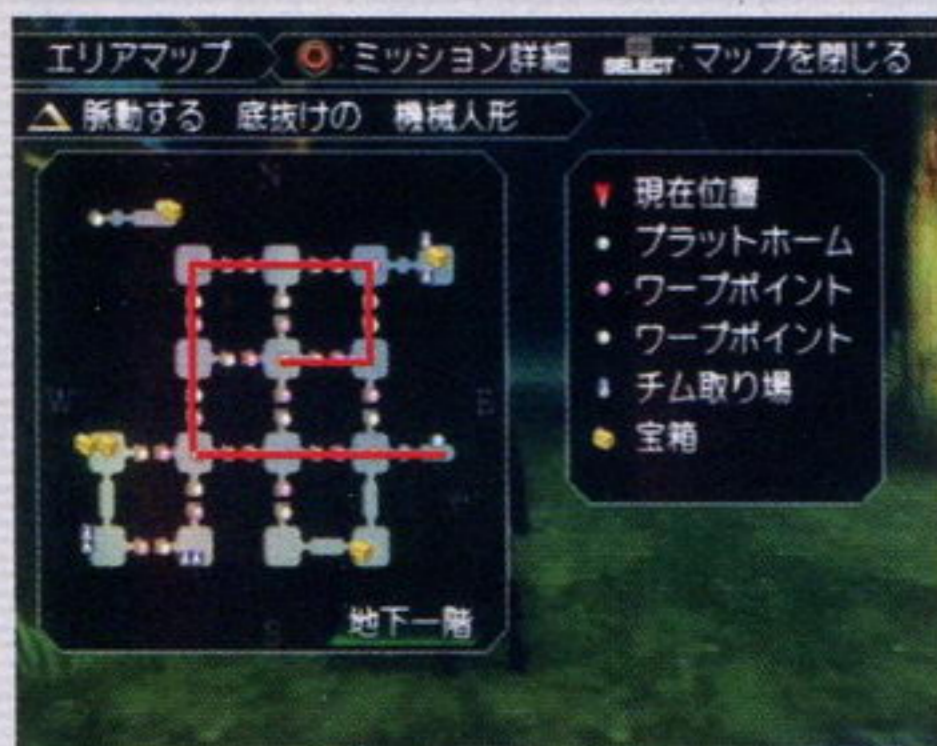 エリアマップ : ミッション詳細 SELECT : マップを閉じる
脈動する 底抜けの 機械人形
現在位置
プラットホーム
ワープポイント
ワープポイント
チム取り場
宝箱
W
E
S
地下一階